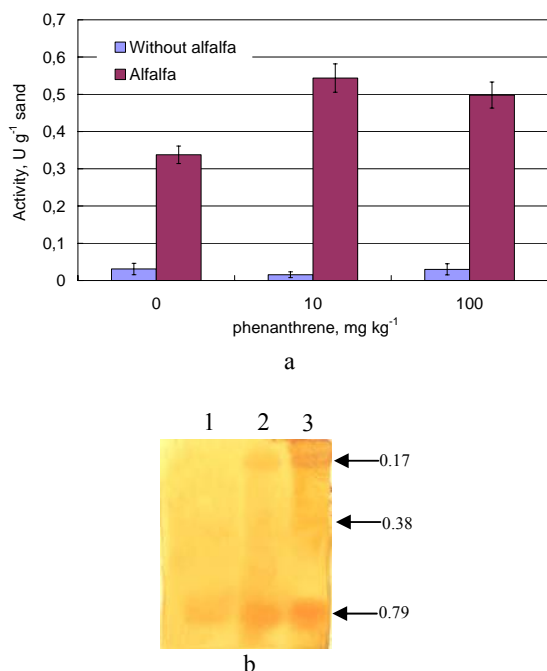 0,7
0,6
0,5
0,4
0,3
0,2
0,1
0
Activity, U g-1 sand
Without alfalfa
Alfalfa
0 10 100
phenanthrene, mg kg-1
a
1 2 3
0.17
0.38
0.79
b